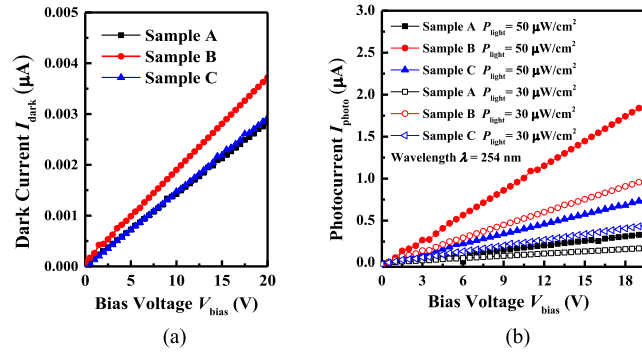 Sample A
Sample B
Sample C
Dark Current I_dark (μA)
0.005
0.004
0.003
0.002
0.001
0.000
0 5 10 15 20
Bias Voltage V_bias (V)
(a)
Sample A P_light = 50 μW/cm²
Sample B P_light = 50 μW/cm²
Sample C P_light = 50 μW/cm²
Sample A P_light = 30 μW/cm²
Sample B P_light = 30 μW/cm²
Sample C P_light = 30 μW/cm²
Wavelength λ = 254 nm
Photocurrent I_photo (μA)
3.0
2.5
2.0
1.5
1.0
0.5
0.0
0 3 6 9 12 15 18
Bias Voltage V_bias (V)
(b)